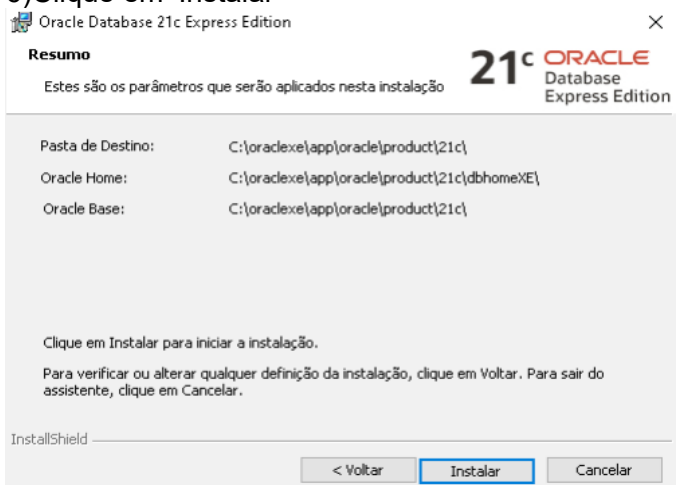 Clique em Instalar
Oracle Database 21c Express Edition
Resumo
Estes são os parâmetros que serão aplicados nesta instalação
21c ORACLE
Database
Express Edition
Pasta de Destino: C:\oraclexe\app\oracle\product\21c\
Oracle Home: C:\oraclexe\app\oracle\product\21c\dbhomeXE\
Oracle Base: C:\oraclexe\app\oracle\product\21c\
Clique em Instalar para iniciar a instalação.
Para verificar ou alterar qualquer definição da instalação, clique em Voltar. Para sair do
assistente, clique em Cancelar.
InstallShield
< Voltar Instalar Cancelar